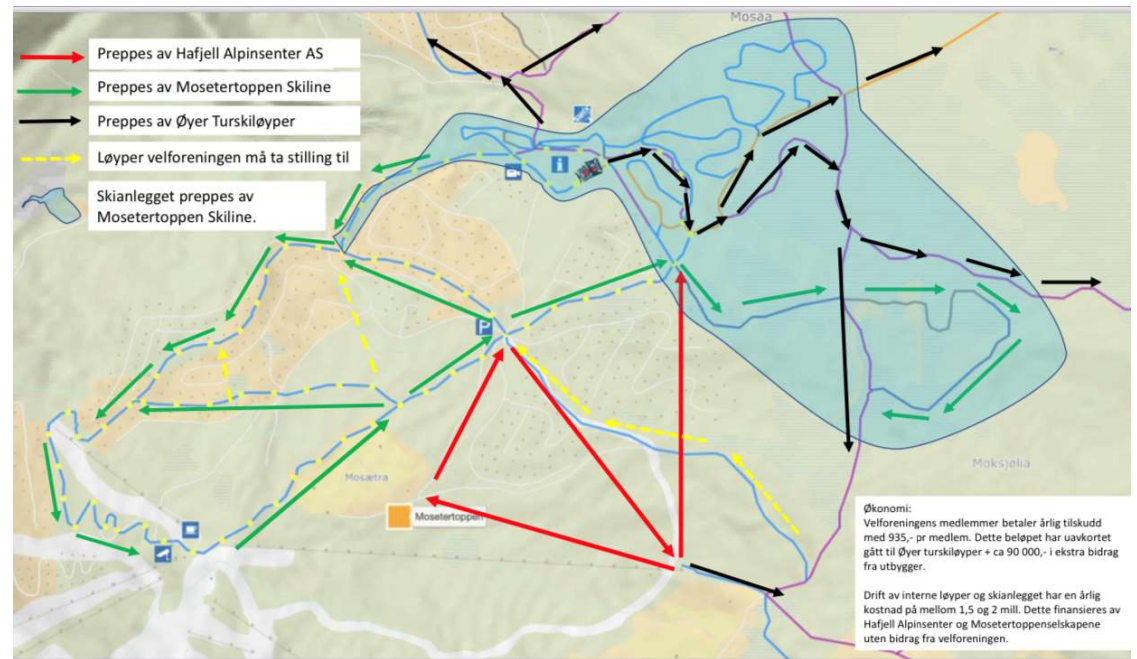 Mosåa
Preppes av Hafjell Alpinsenter AS
Preppes av Mosetertoppen Skiline
Preppes av Øyer Turskiløyper
Løyper velforeningen må ta stilling til
Skianlegget preppes av
Mosetertoppen Skiline.
i
P
Mosætra
Mosetertoppen
Moksjølia
Økonomi:
Velforeningens medlemmer betaler årlig tilskudd
med 935,- pr medlem. Dette beløpet har uavkortet
gått til Øyer turskiløyper + ca 90 000,- i ekstra bidrag
fra utbygger.
Drift av interne løyper og skianlegget har en årlig
kostnad på mellom 1,5 og 2 mill. Dette finansieres av
Hafjell Alpinsenter og Mosetertoppenselskapene
uten bidrag fra velforeningen.